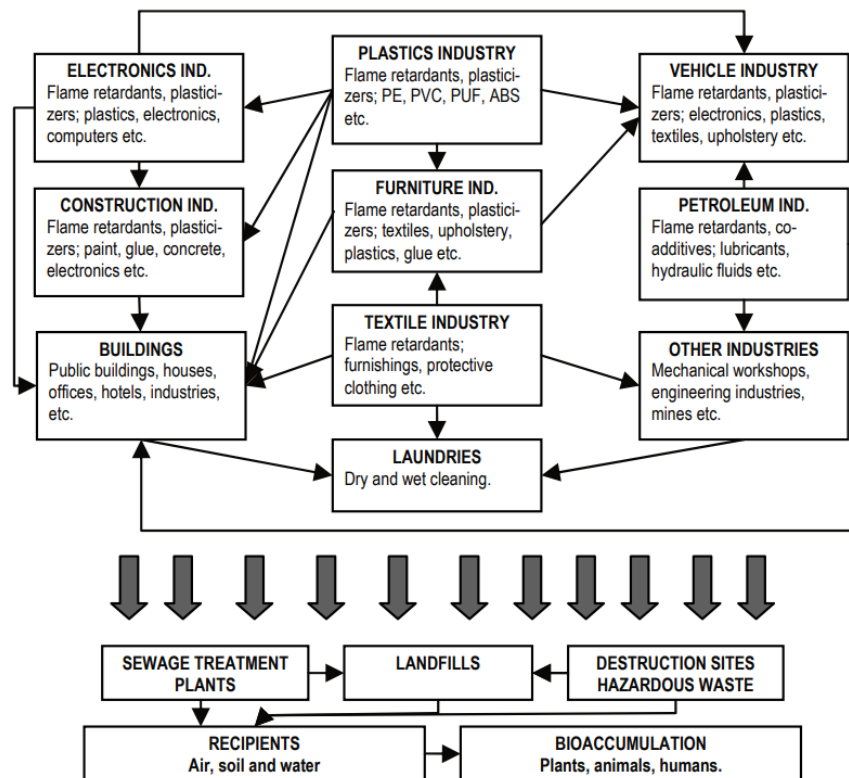 ELECTRONICS IND.
Flame retardants, plastici-
zers; plastics, electronics,
computers etc.
PLASTICS INDUSTRY
Flame retardants, plastici-
zers; PE, PVC, PUF, ABS
etc.
VEHICLE INDUSTRY
Flame retardants, plastici-
zers; electronics, plastics,
textiles, upholstery etc.
CONSTRUCTION IND.
Flame retardants, plastici-
zers; paint, glue, concrete,
electronics etc.
FURNITURE IND.
Flame retardants, plastici-
zers; textiles, upholstery,
plastics, glue etc.
PETROLEUM IND.
Flame retardants, co-
additives; lubricants,
hydraulic fluids etc.
BUILDINGS
Public buildings, houses,
offices, hotels, industries,
etc.
TEXTILE INDUSTRY
Flame retardants;
furnishings, protective
clothing etc.
OTHER INDUSTRIES
Mechanical workshops,
engineering industries,
mines etc.
LAUNDRIES
Dry and wet cleaning.
SEWAGE TREATMENT
PLANTS
LANDFILLS
DESTRUCTION SITES
HAZARDOUS WASTE
RECIPIENTS
Air, soil and water
BIOACCUMULATION
Plants, animals, humans.